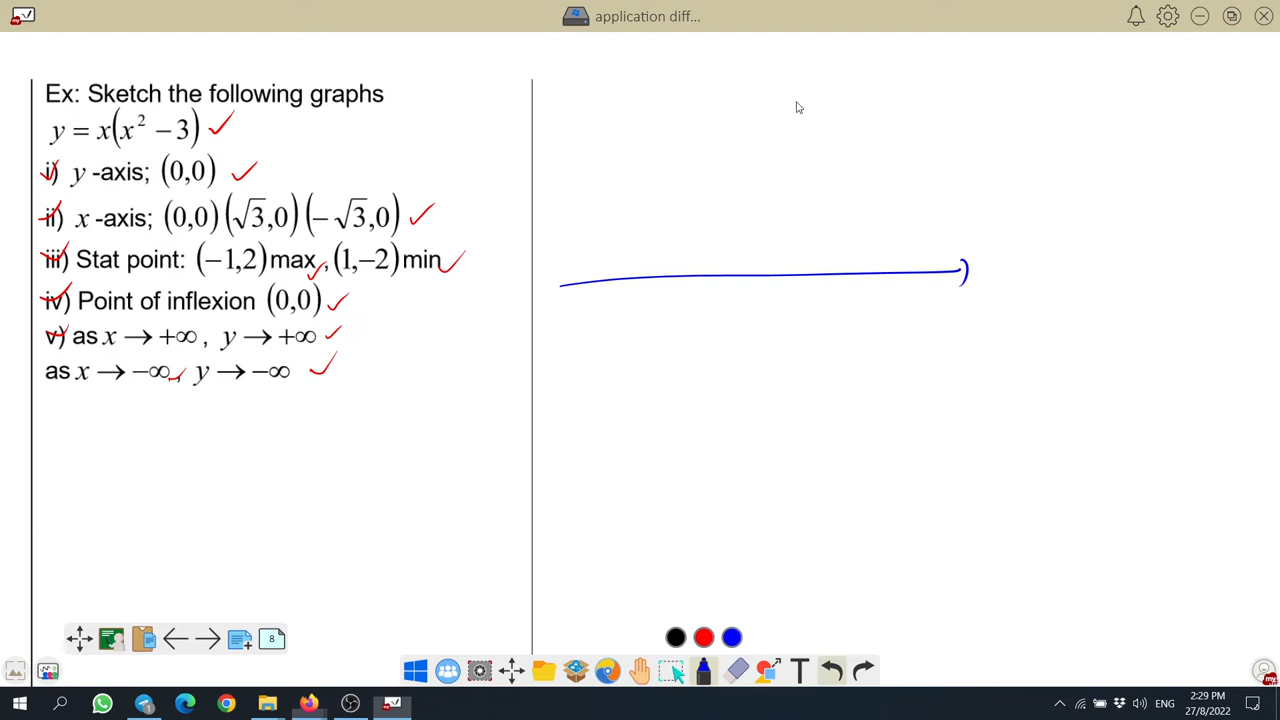 application diff...
Ex: Sketch the following graphs
y = x(x² − 3)
i) y -axis; (0,0)
ii) x -axis; (0,0)(√3,0)(− √3,0)
iii) Stat point: (−1,2)max ,(1,−2)min
iv) Point of inflexion (0,0)
v) as x → +∞ , y → +∞
as x → −∞ , y → −∞
8
T
2:29 PM
ENG
27/8/2022